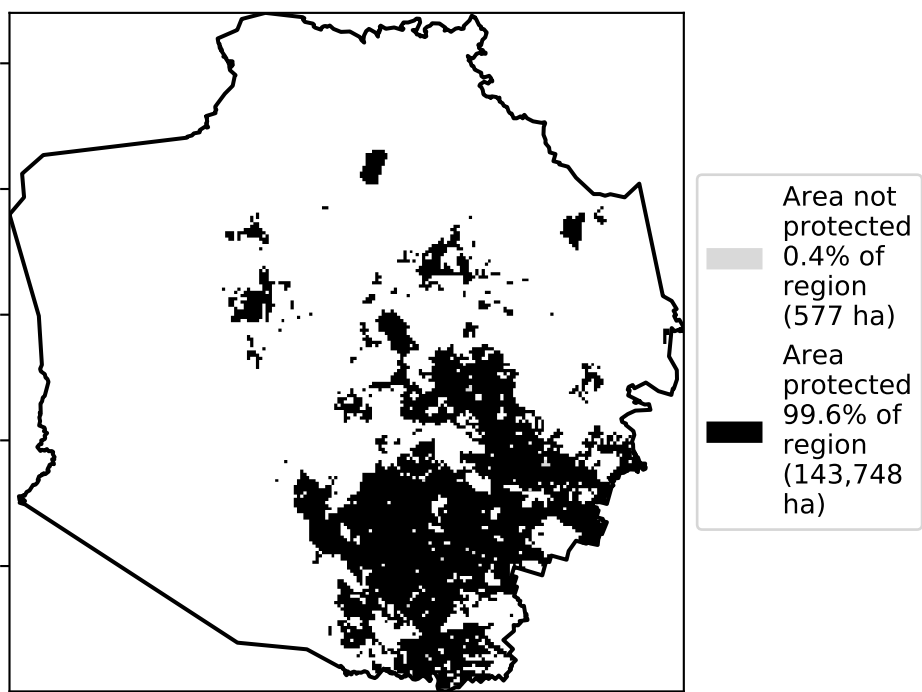 Area not
protected
0.4% of
region
(577 ha)
Area
protected
99.6% of
region
(143,748
ha)